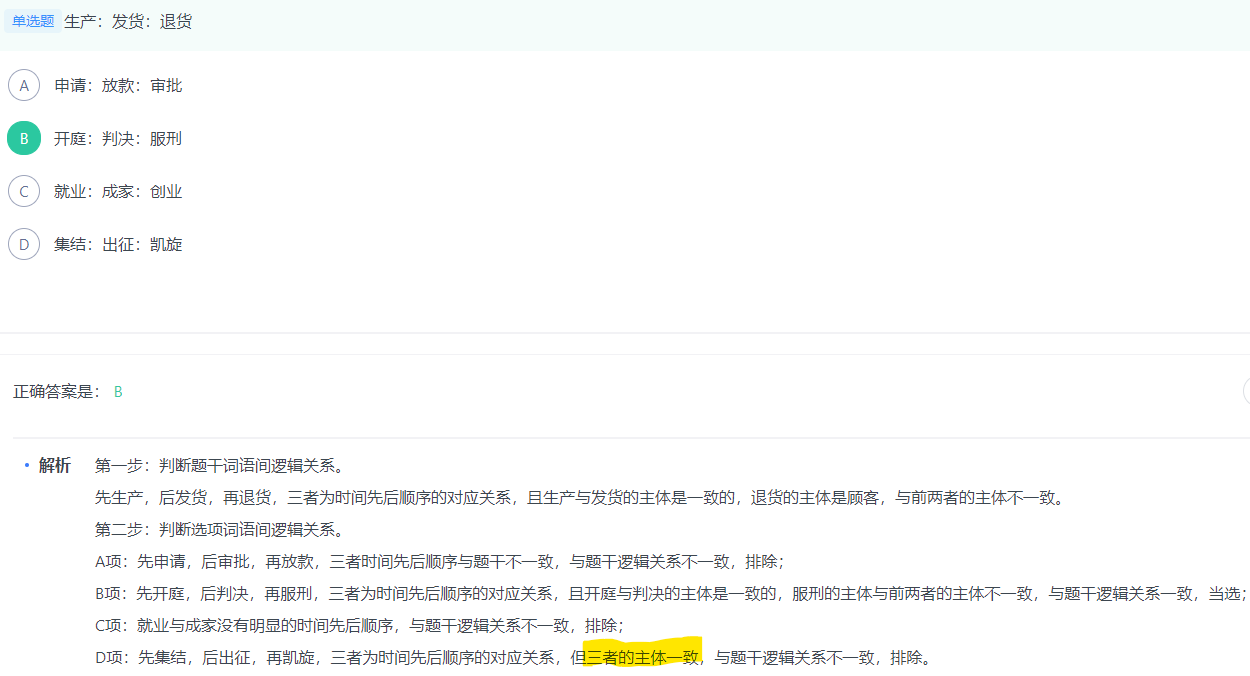 单选题 生产：发货：退货
A 申请：放款：审批
B 开庭：判决：服刑
C 就业：成家：创业
D 集结：出征：凯旋
正确答案是： B
• 解析 第一步：判断题干词语间逻辑关系。
先生产，后发货，再退货，三者为时间先后顺序的对应关系，且生产与发货的主体是一致的，退货的主体是顾客，与前两者的主体不一致。
第二步：判断选项词语间逻辑关系。
A项：先申请，后审批，再放款，三者时间先后顺序与题干不一致，与题干逻辑关系不一致，排除；
B项：先开庭，后判决，再服刑，三者为时间先后顺序的对应关系，且开庭与判决的主体是一致的，服刑的主体与前两者的主体不一致，与题干逻辑关系一致，当选；
C项：就业与成家没有明显的时间先后顺序，与题干逻辑关系不一致，排除；
D项：先集结，后出征，再凯旋，三者为时间先后顺序的对应关系，但三者的主体一致，与题干逻辑关系不一致，排除。